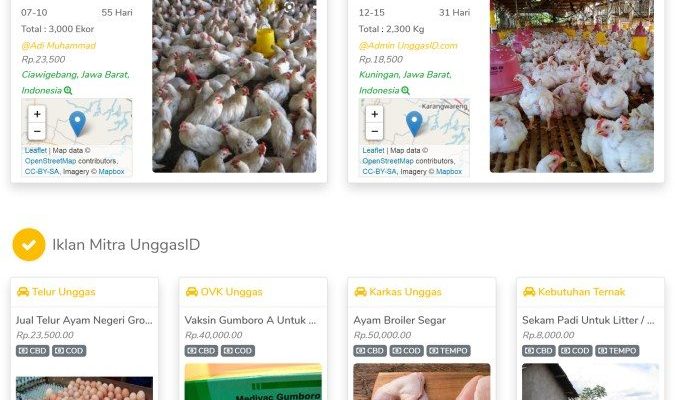 07-10 55 Hari
Total : 3,000 Ekor
@Adi Muhammad
Rp.23,500
Ciawigebang, Jawa Barat,
Indonesia
+
−
Leaflet | Map data ©
OpenStreetMap contributors,
CC-BY-SA, Imagery © Mapbox
12-15 31 Hari
Total : 2,300 Kg
@Admin UnggasID.com
Rp.18,500
Kuningan, Jawa Barat,
Indonesia
Karangwareng
+
−
Leaflet | Map data ©
OpenStreetMap contributors,
CC-BY-SA, Imagery © Mapbox
Iklan Mitra UnggasID
Telur Unggas
Jual Telur Ayam Negeri Gro...
Rp.23,500.00
CBD COD
OVK Unggas
Vaksin Gumboro A Untuk ...
Rp.40,000.00
CBD COD
Medivac Gumboro
Karkas Unggas
Ayam Broiler Segar
Rp.50,000.00
CBD COD TEMPO
Kebutuhan Ternak
Sekam Padi Untuk Litter / ...
Rp.8,000.00
CBD COD TEMPO